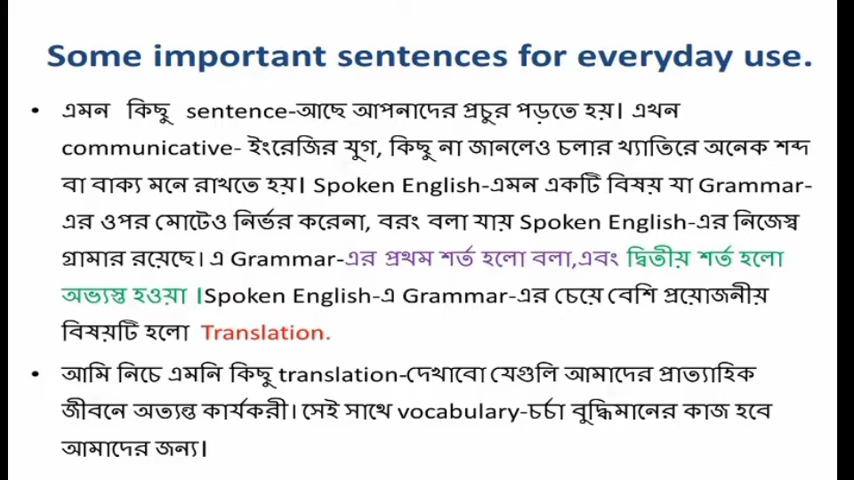 Some important sentences for everyday use.
• এমন কিছু sentence-আছে আপনাদের প্রচুর পড়তে হয়। এখন
communicative- ইংরেজির যুগ, কিছু না জানলেও চলার খ্যাতিরে অনেক শব্দ
বা বাক্য মনে রাখতে হয়। Spoken English-এমন একটি বিষয় যা Grammar-
এর ওপর মোটেও নির্ভর করেনা, বরং বলা যায় Spoken English-এর নিজেস্ব
গ্রামার রয়েছে। এ Grammar-এর প্রথম শর্ত হলো বলা,এবং দ্বিতীয় শর্ত হলো
অভ্যস্ত হওয়া ।Spoken English-এ Grammar-এর চেয়ে বেশি প্রয়োজনীয়
বিষয়টি হলো Translation.
• আমি নিচে এমনি কিছু translation-দেখাবো যেগুলি আমাদের প্রাত্যাহিক
জীবনে অত্যন্ত কার্যকরী। সেই সাথে vocabulary-চর্চা বুদ্ধিমানের কাজ হবে
আমাদের জন্য।